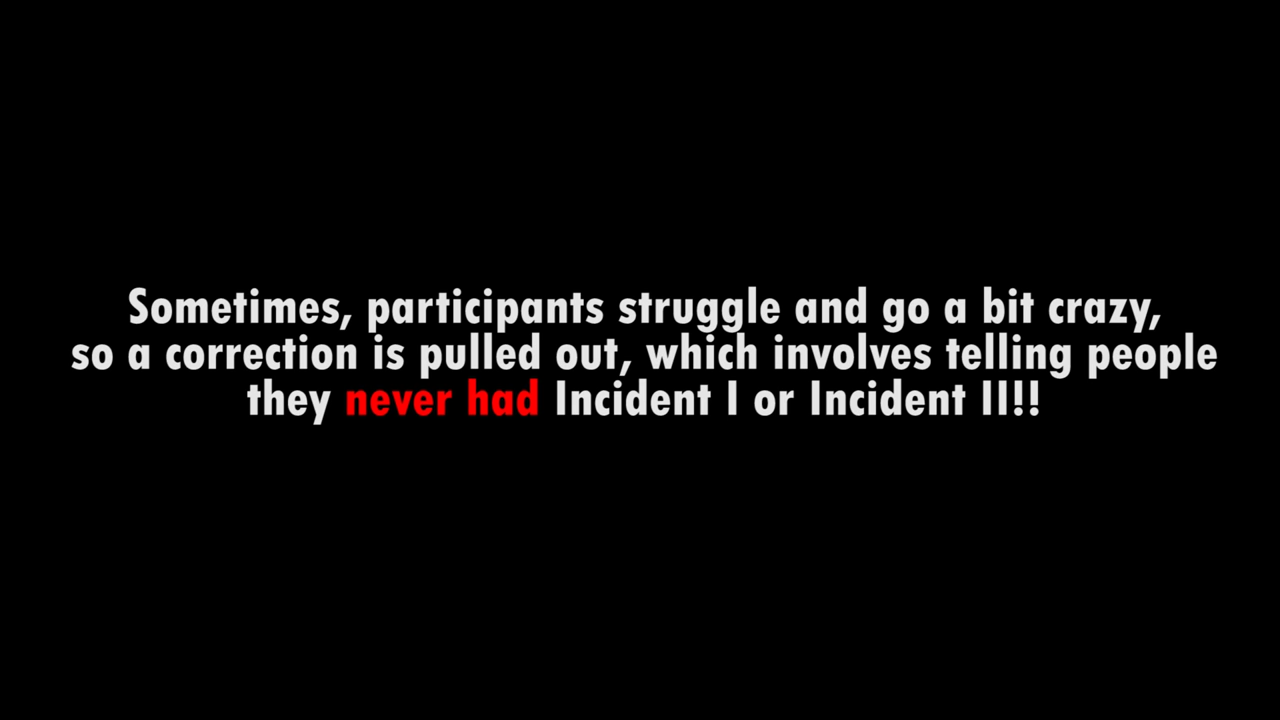 Sometimes, participants struggle and go a bit crazy,
so a correction is pulled out, which involves telling people
they never had Incident I or Incident II!!